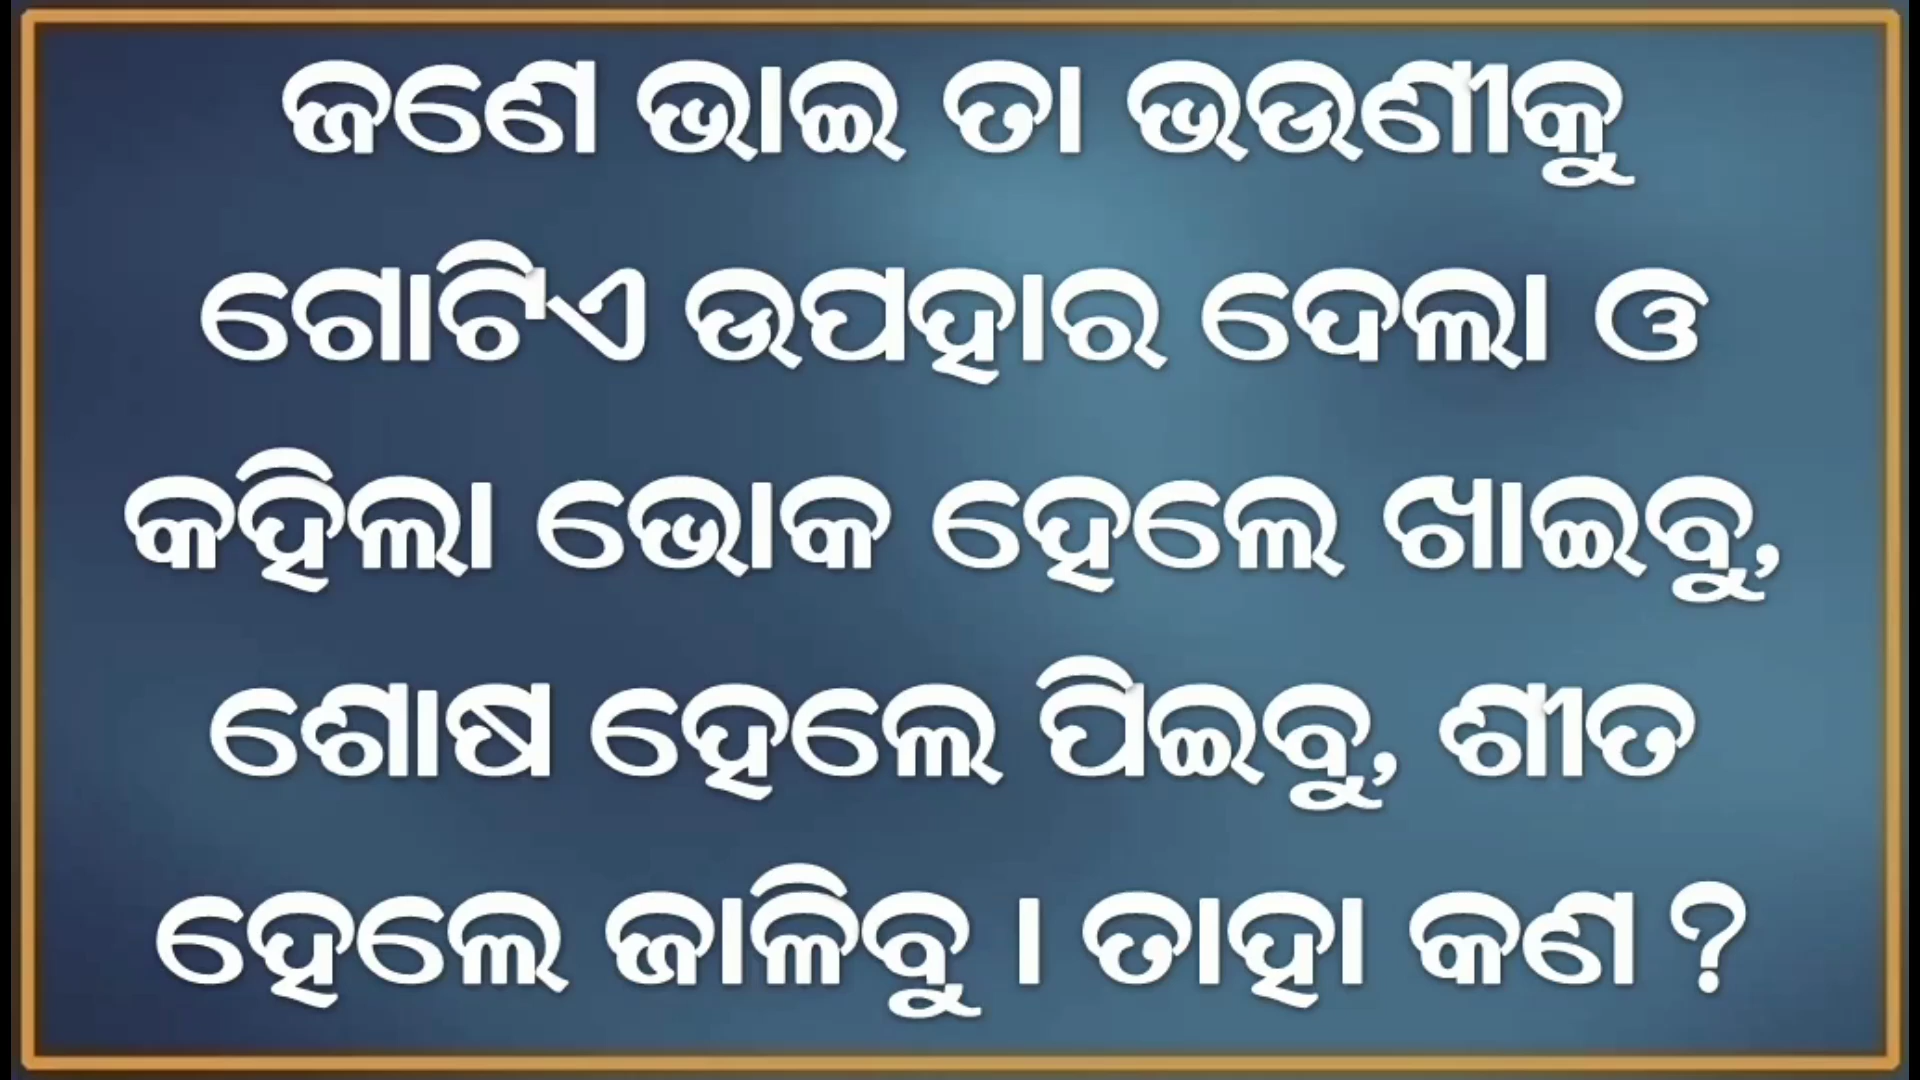 ଜଣେ ଭାଇ ତା ଭଉଣୀକୁ
ଗୋଟିଏ ଉପହାର ଦେଲା ଓ
କହିଲା ଭୋକ ହେଲେ ଖାଇବୁ,
ଶୋଷ ହେଲେ ପିଇବୁ, ଶୀତ
ହେଲେ ଜାଳିବୁ । ତାହା କଣ ?